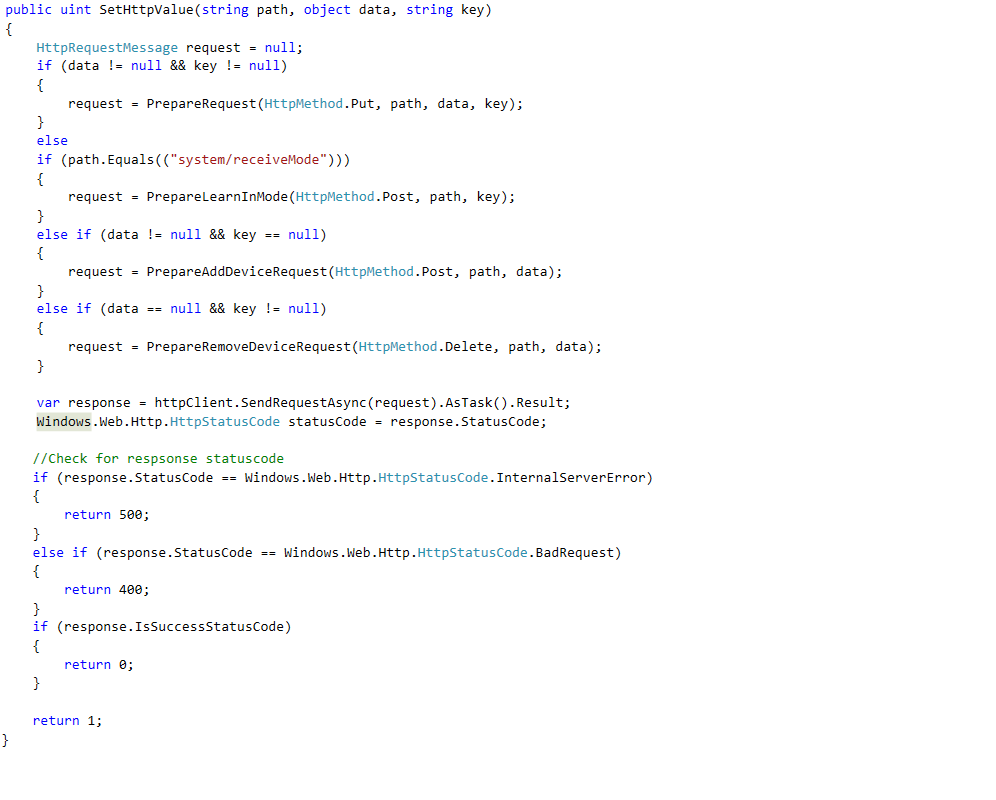 public uint SetHttpValue(string path, object data, string key)
{
    HttpRequestMessage request = null;
    if (data != null && key != null)
    {
        request = PrepareRequest(HttpMethod.Put, path, data, key);
    }
    else
    if (path.Equals(("system/receiveMode")))
    {
        request = PrepareLearnInMode(HttpMethod.Post, path, key);
    }
    else if (data != null && key == null)
    {
        request = PrepareAddDeviceRequest(HttpMethod.Post, path, data);
    }
    else if (data == null && key != null)
    {
        request = PrepareRemoveDeviceRequest(HttpMethod.Delete, path, data);
    }
    var response = httpClient.SendRequestAsync(request).AsTask().Result;
    Windows.Web.Http.HttpStatusCode statusCode = response.StatusCode;
    //Check for respsonse statuscode
    if (response.StatusCode == Windows.Web.Http.HttpStatusCode.InternalServerError)
    {
        return 500;
    }
    else if (response.StatusCode == Windows.Web.Http.HttpStatusCode.BadRequest)
    {
        return 400;
    }
    if (response.IsSuccessStatusCode)
    {
        return 0;
    }
    return 1;
}